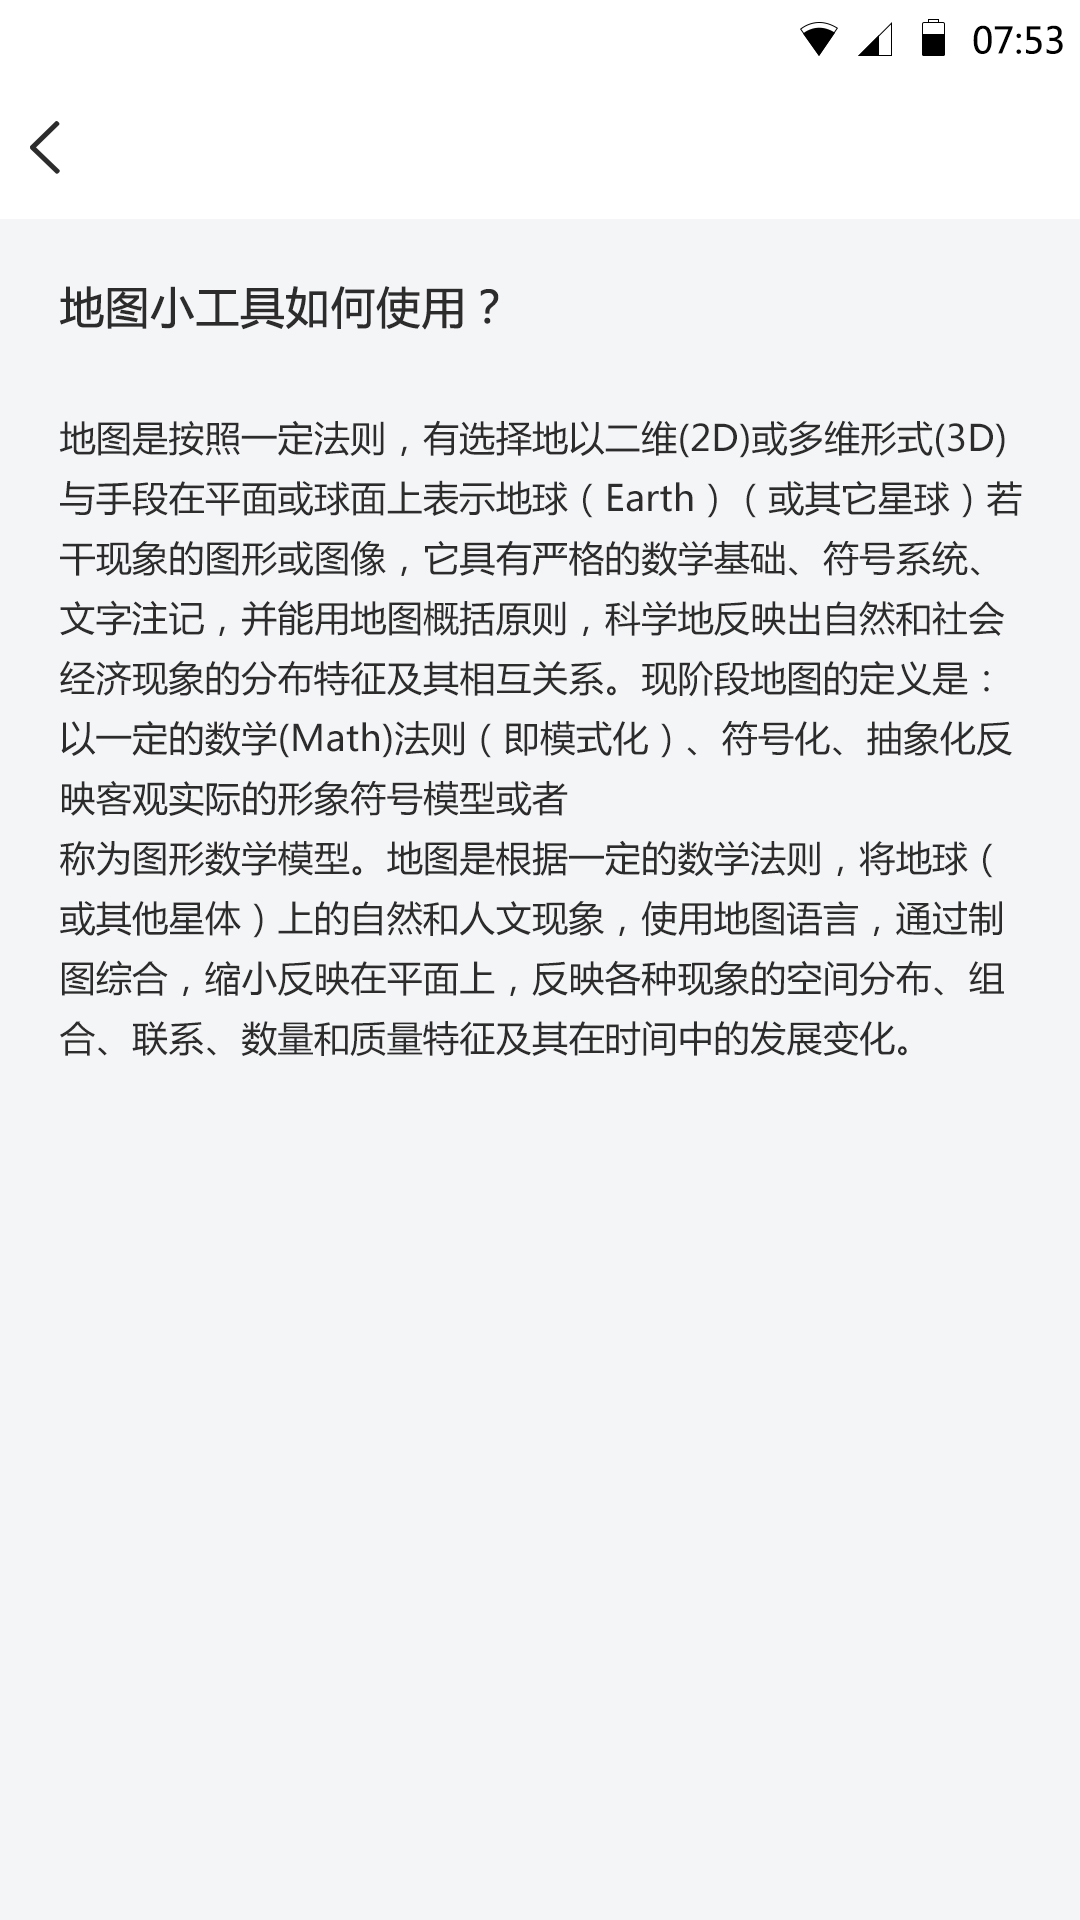 07:53
地图小工具如何使用？
地图是按照一定法则，有选择地以二维(2D)或多维形式(3D)
与手段在平面或球面上表示地球（Earth）（或其它星球）若
干现象的图形或图像，它具有严格的数学基础、符号系统、
文字注记，并能用地图概括原则，科学地反映出自然和社会
经济现象的分布特征及其相互关系。现阶段地图的定义是：
以一定的数学(Math)法则（即模式化）、符号化、抽象化反
映客观实际的形象符号模型或者
称为图形数学模型。地图是根据一定的数学法则，将地球（
或其他星体）上的自然和人文现象，使用地图语言，通过制
图综合，缩小反映在平面上，反映各种现象的空间分布、组
合、联系、数量和质量特征及其在时间中的发展变化。